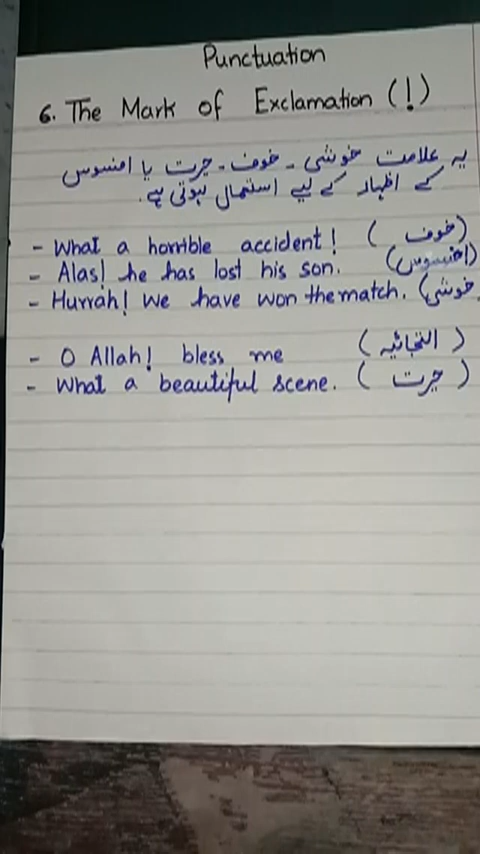 Punctuation
6. The Mark of Exclamation (!)
یہ علامت خوشی - خوف - حیرت یا افسوس
کے اظہار کے لیے استمال ہوتی ہے۔
- What a horrible accident! (خوف)
- Alas! he has lost his son. (افسوس)
- Hurrah! We have won the match. (خوشی
- O Allah! bless me (التجائیہ)
- What a beautiful scene. (حیرت)